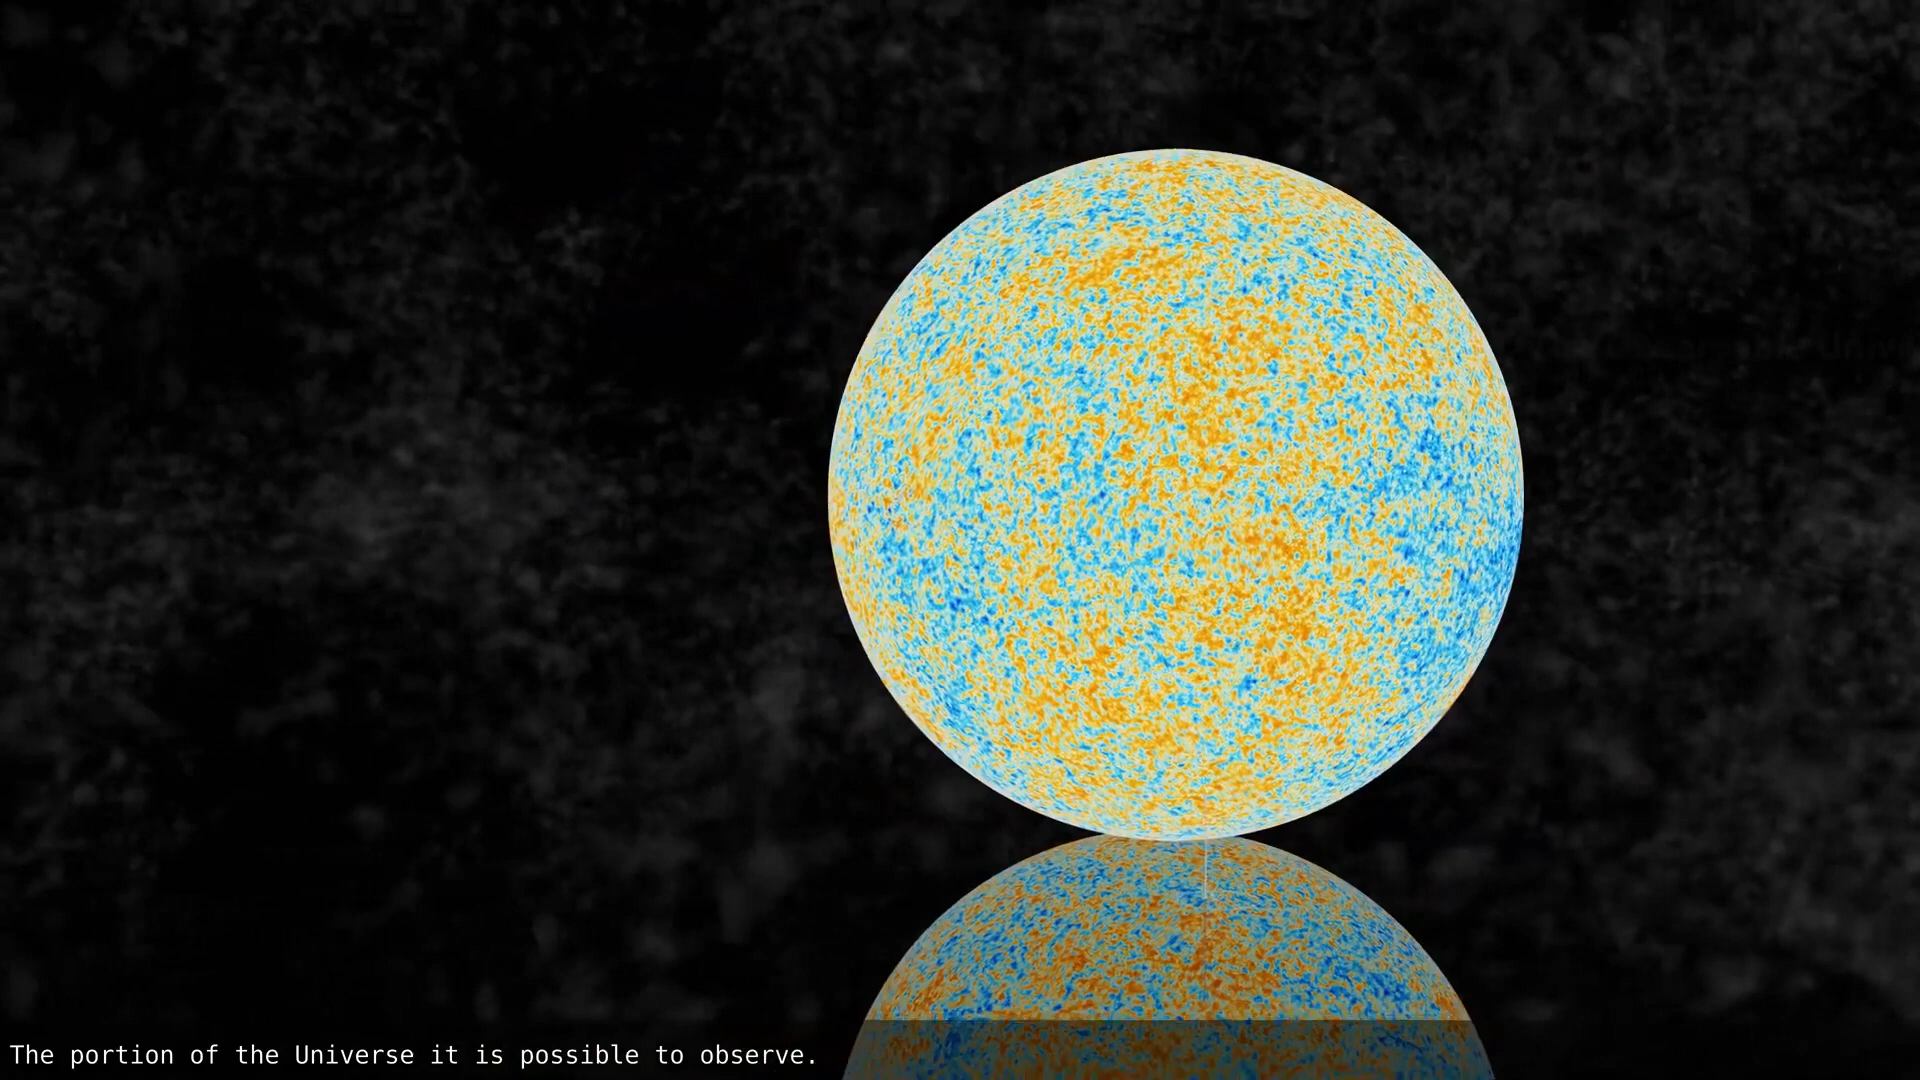 The portion of the Universe it is possible to observe.